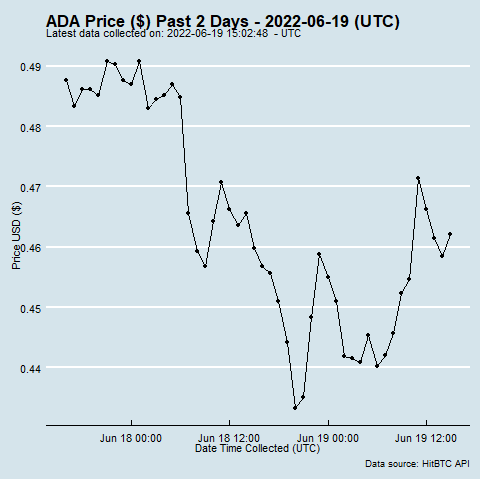 ADA Price ($) Past 2 Days - 2022-06-19 (UTC)
Latest data collected on: 2022-06-19 15:02:48 - UTC
0.49
0.48
0.47
0.46
0.45
0.44
Price USD ($)
Jun 18 00:00 Jun 18 12:00 Jun 19 00:00 Jun 19 12:00
Date Time Collected (UTC)
Data source: HitBTC API